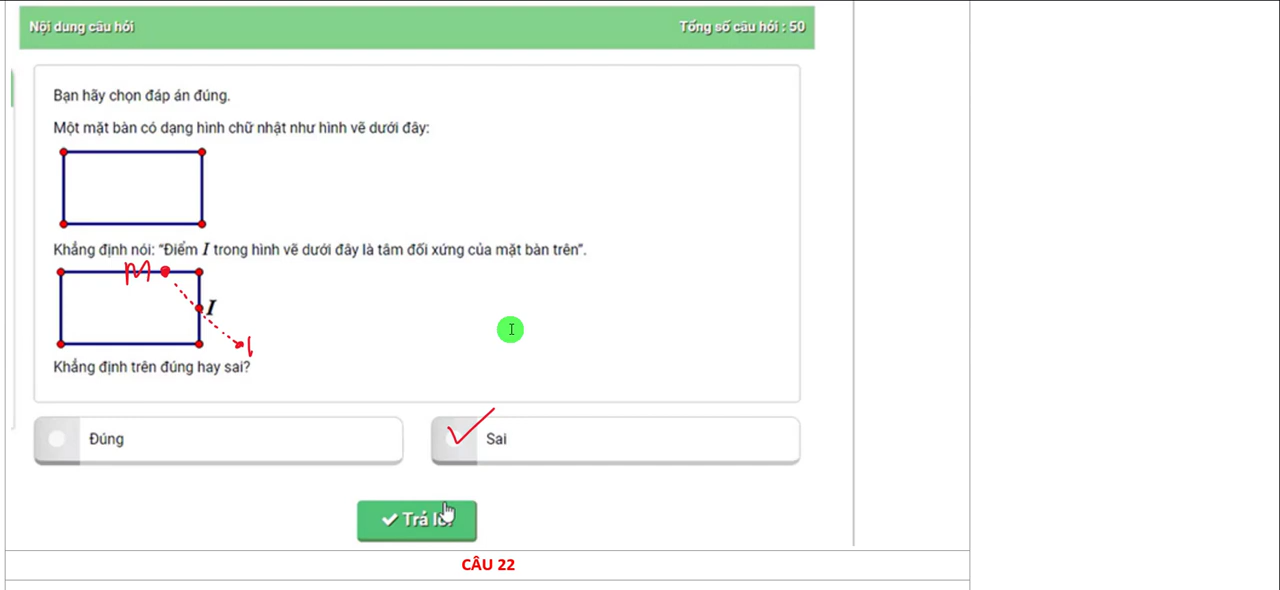 Nội dung câu hỏi
Tổng số câu hỏi : 50
Bạn hãy chọn đáp án đúng.
Một mặt bàn có dạng hình chữ nhật như hình vẽ dưới đây:
Khẳng định nói: “Điểm I trong hình vẽ dưới đây là tâm đối xứng của mặt bàn trên”.
M
I
Khẳng định trên đúng hay sai?
Đúng
Sai
Trả
CÂU 22